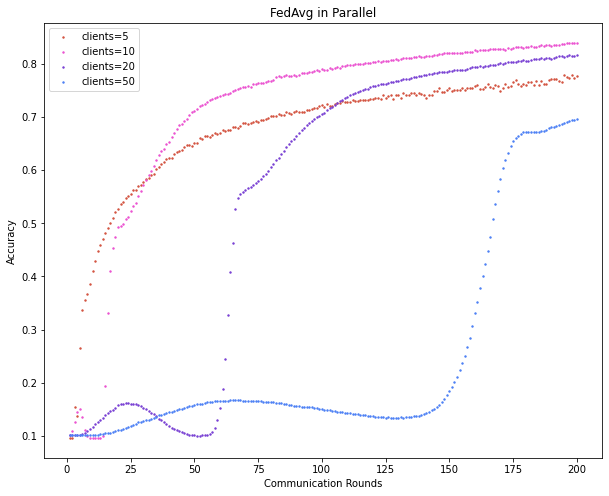 FedAvg in Parallel
clients=5
clients=10
clients=20
clients=50
Accuracy
0.8
0.7
0.6
0.5
0.4
0.3
0.2
0.1
0 25 50 75 100 125 150 175 200
Communication Rounds